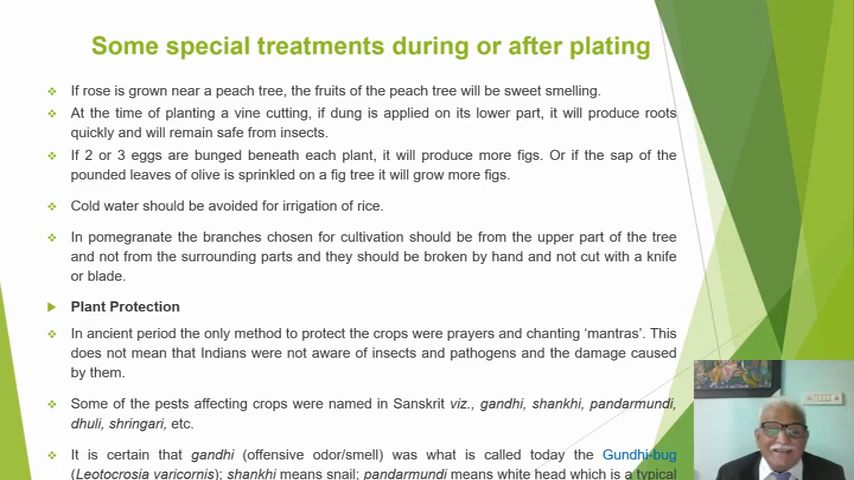 Some special treatments during or after plating
If rose is grown near a peach tree, the fruits of the peach tree will be sweet smelling.
At the time of planting a vine cutting, if dung is applied on its lower part, it will produce roots
quickly and will remain safe from insects.
If 2 or 3 eggs are bunged beneath each plant, it will produce more figs. Or if the sap of the
pounded leaves of olive is sprinkled on a fig tree it will grow more figs.
Cold water should be avoided for irrigation of rice.
In pomegranate the branches chosen for cultivation should be from the upper part of the tree
and not from the surrounding parts and they should be broken by hand and not cut with a knife
or blade.
Plant Protection
In ancient period the only method to protect the crops were prayers and chanting ‘mantras’. This
does not mean that Indians were not aware of insects and pathogens and the damage caused
by them.
Some of the pests affecting crops were named in Sanskrit viz., gandhi, shankhi, pandarmundi,
dhuli, shringari, etc.
It is certain that gandhi (offensive odor/smell) was what is called today the Gundhi-bug
(Leotocrosia varicornis); shankhi means snail; pandarmundi means white head which is a typical